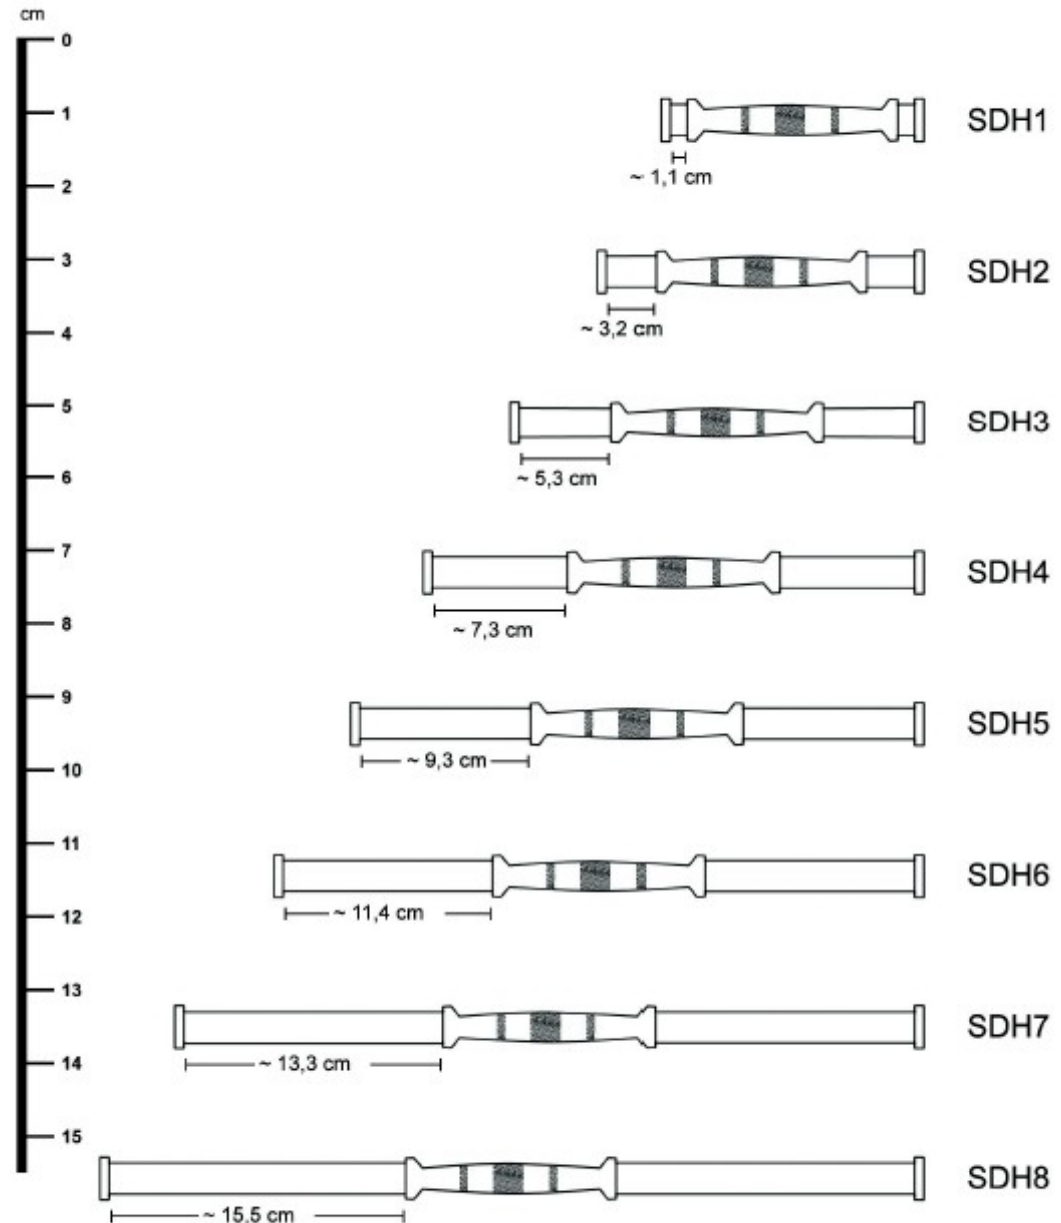 cm
0
1
SDH1
~ 1,1 cm
2
3
SDH2
~ 3,2 cm
4
5
SDH3
~ 5,3 cm
6
7
SDH4
~ 7,3 cm
8
9
SDH5
~ 9,3 cm
10
11
SDH6
~ 11,4 cm
12
13
SDH7
~ 13,3 cm
14
15
SDH8
~ 15,5 cm